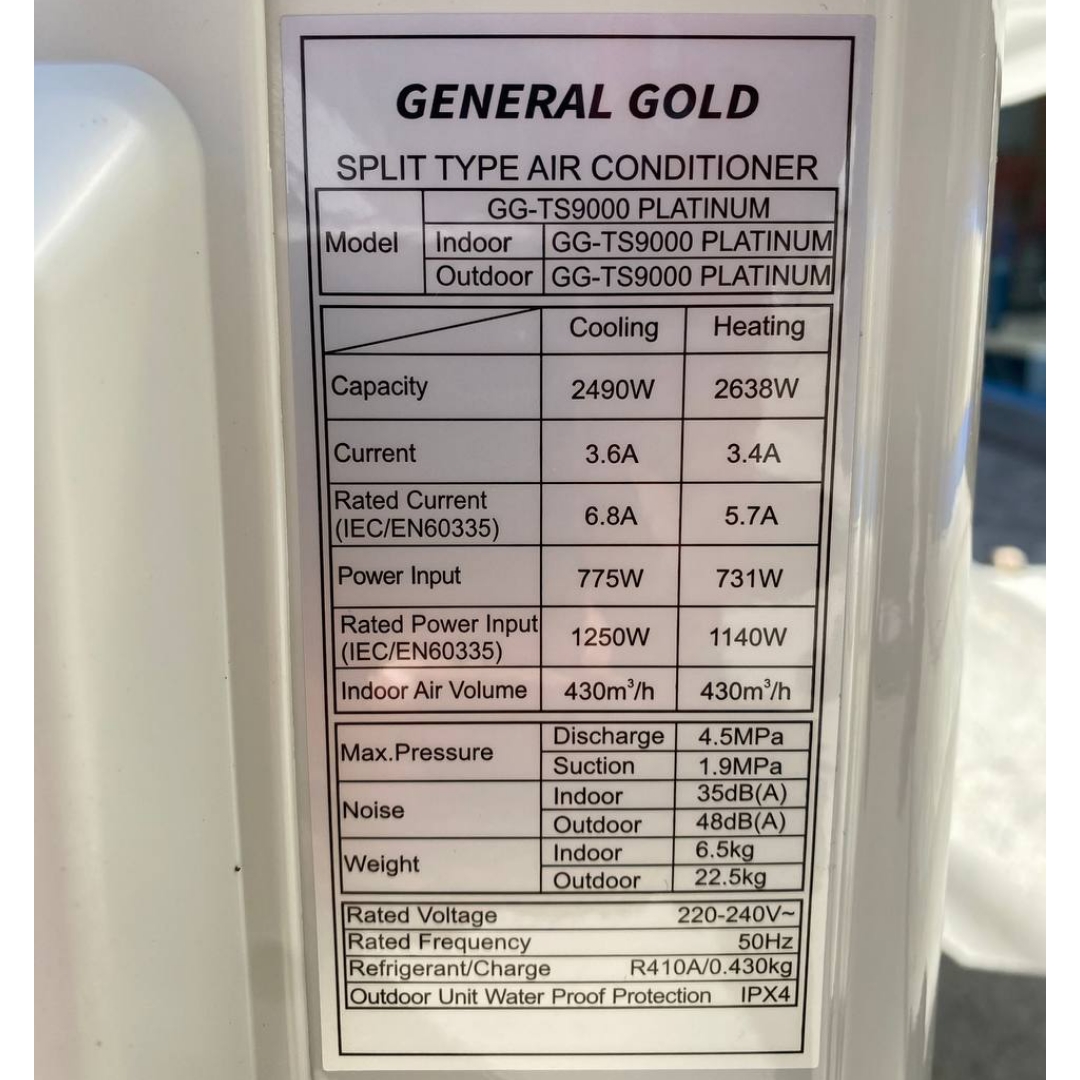 GENERAL GOLD
SPLIT TYPE AIR CONDITIONER
Model
GG-TS9000 PLATINUM
Indoor GG-TS9000 PLATINUM
Outdoor GG-TS9000 PLATINUM
Cooling Heating
Capacity 2490W 2638W
Current 3.6A 3.4A
Rated Current
(IEC/EN60335) 6.8A 5.7A
Power Input 775W 731W
Rated Power Input
(IEC/EN60335) 1250W 1140W
Indoor Air Volume 430m³/h 430m³/h
Max.Pressure
Discharge 4.5MPa
Suction 1.9MPa
Noise
Indoor 35dB(A)
Outdoor 48dB(A)
Weight
Indoor 6.5kg
Outdoor 22.5kg
Rated Voltage 220-240V~
Rated Frequency 50Hz
Refrigerant/Charge R410A/0.430kg
Outdoor Unit Water Proof Protection IPX4